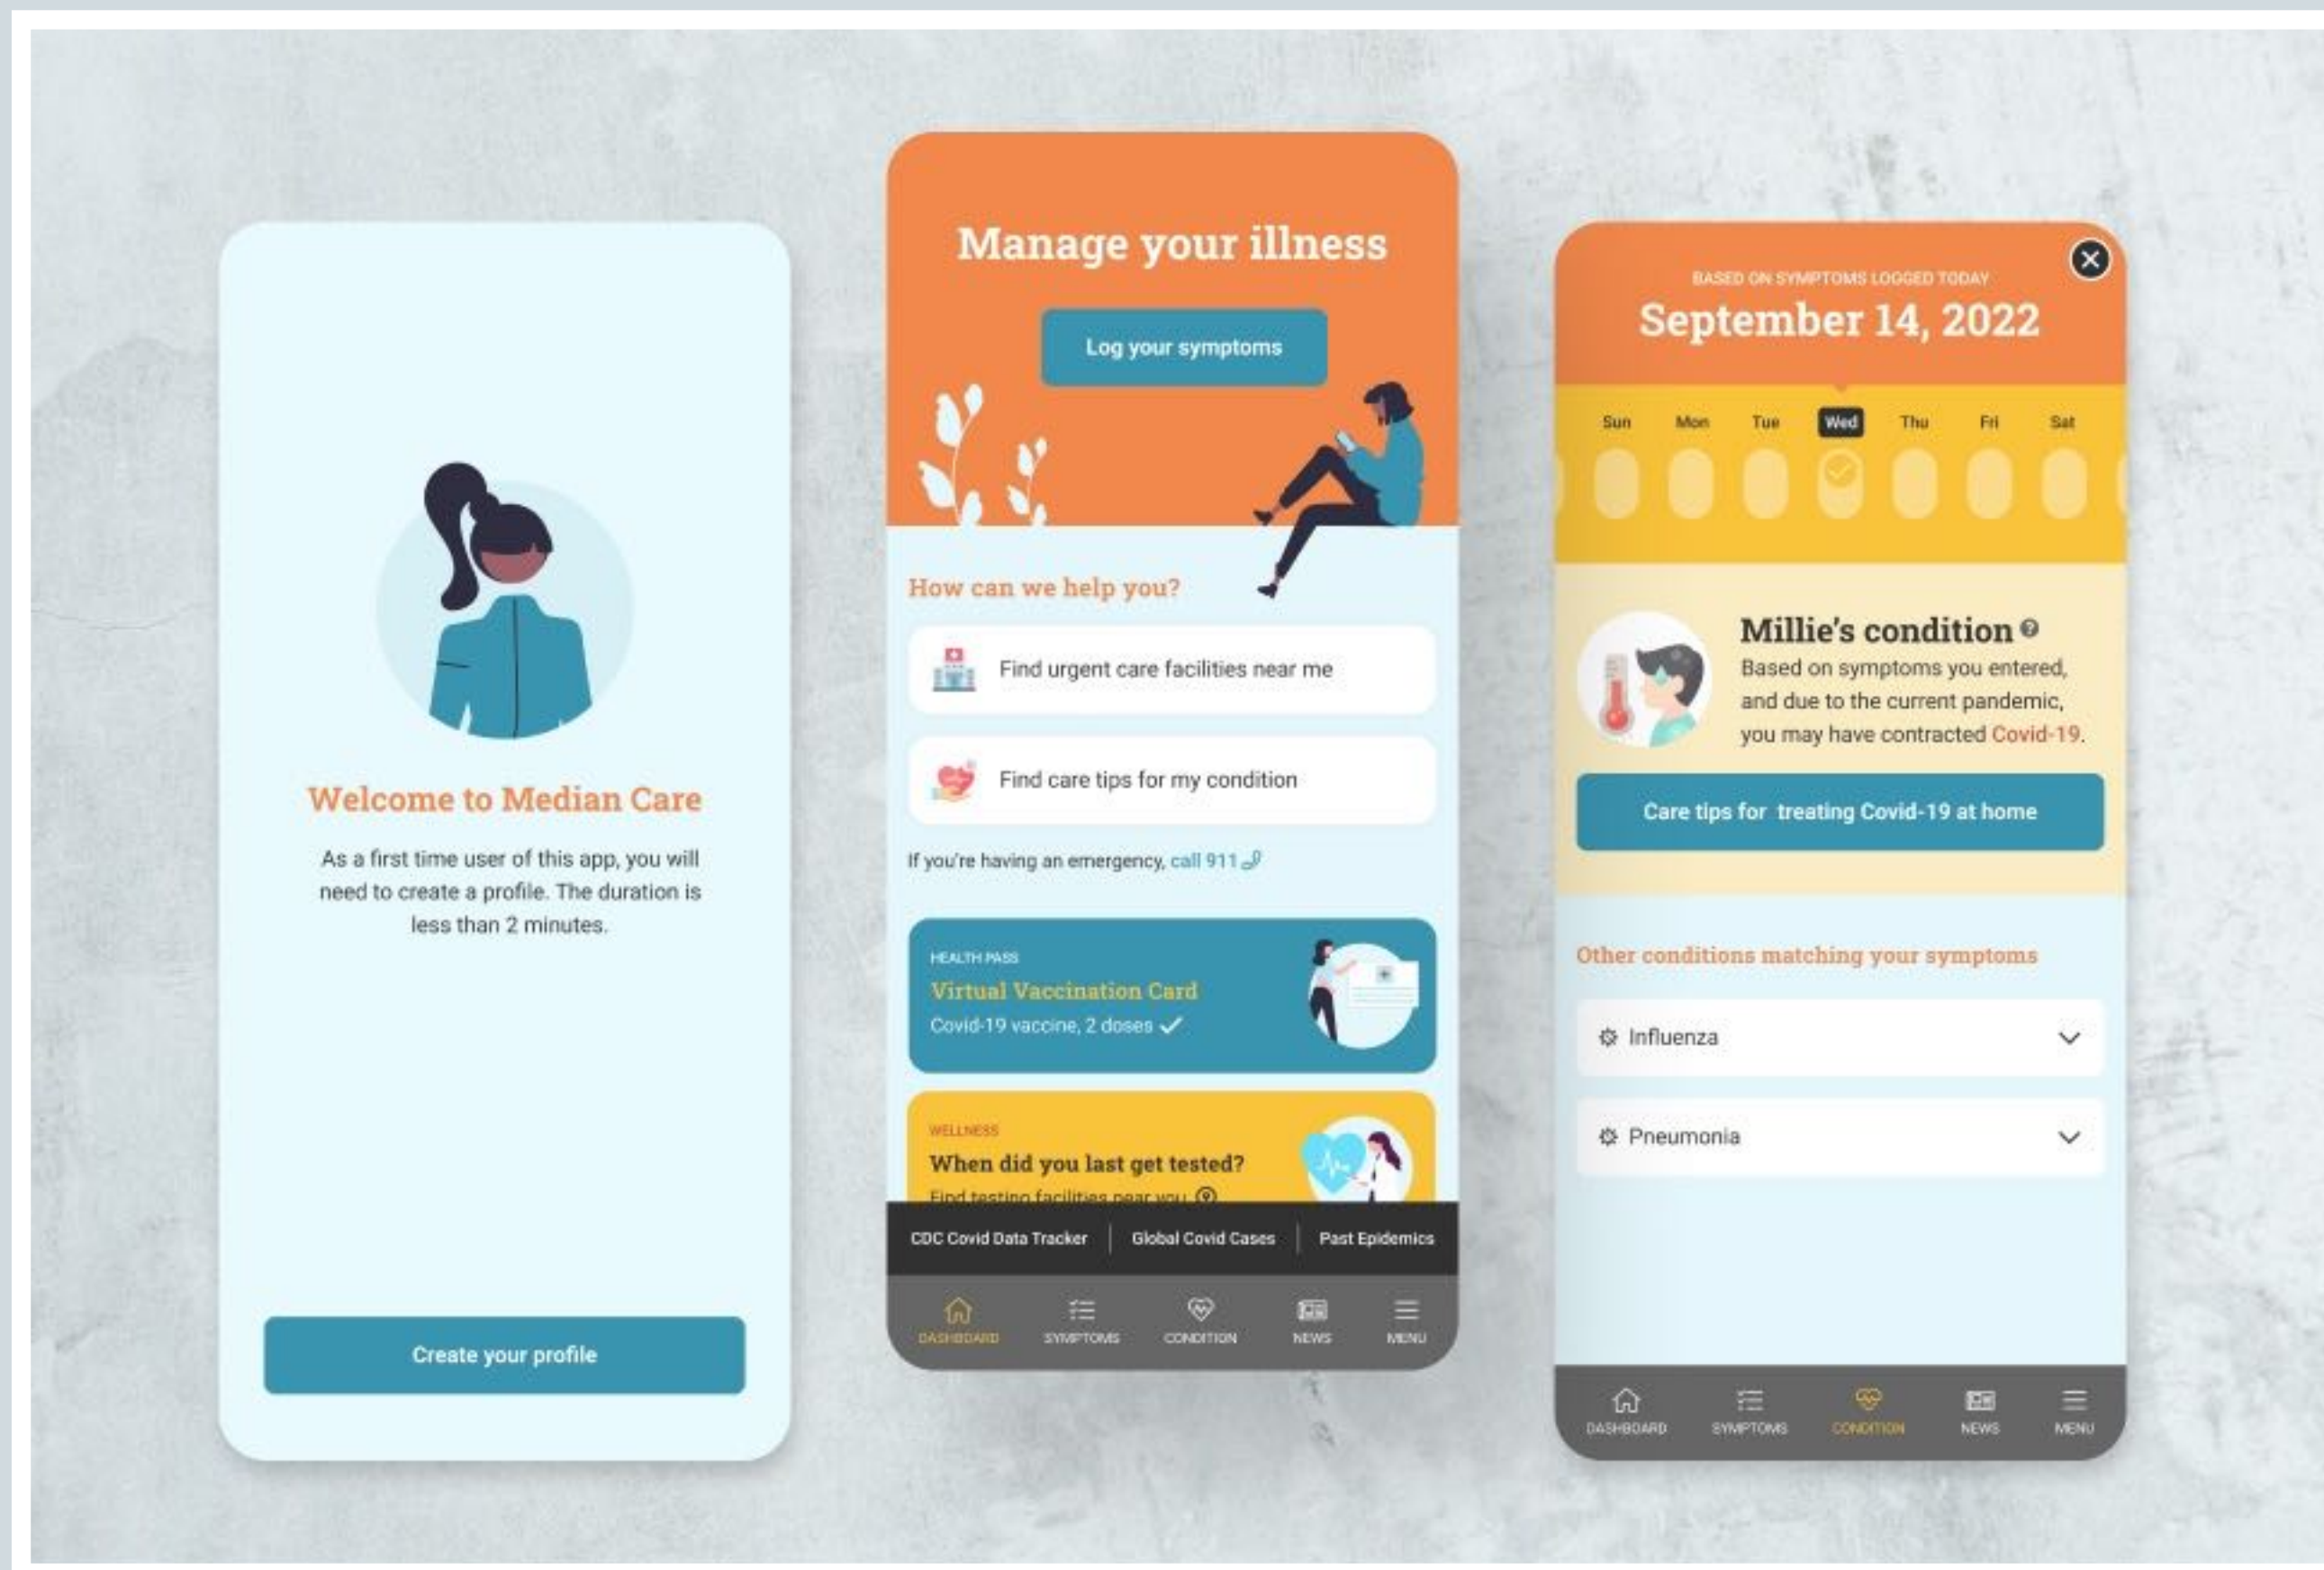 Welcome to Median Care
As a first time user of this app, you will
need to create a profile. The duration is
less than 2 minutes.
Create your profile
Manage your illness
Log your symptoms
How can we help you?
Find urgent care facilities near me
Find care tips for my condition
If you're having an emergency, call 911
HEALTH PASS
Virtual Vaccination Card
Covid-19 vaccine, 2 doses
WELLNESS
When did you last get tested?
Find testing facilities near you
CDC Covid Data Tracker
Global Covid Cases
Past Epidemics
DASHBOARD
SYMPTOMS
CONDITION
NEWS
MENU
BASED ON SYMPTOMS LOGGED TODAY
September 14, 2022
Sun Mon Tue Wed Thu Fri Sat
Millie's condition ?
Based on symptoms you entered,
and due to the current pandemic,
you may have contracted Covid-19.
Care tips for treating Covid-19 at home
Other conditions matching your symptoms
Influenza
Pneumonia
DASHBOARD
SYMPTOMS
CONDITION
NEWS
MENU